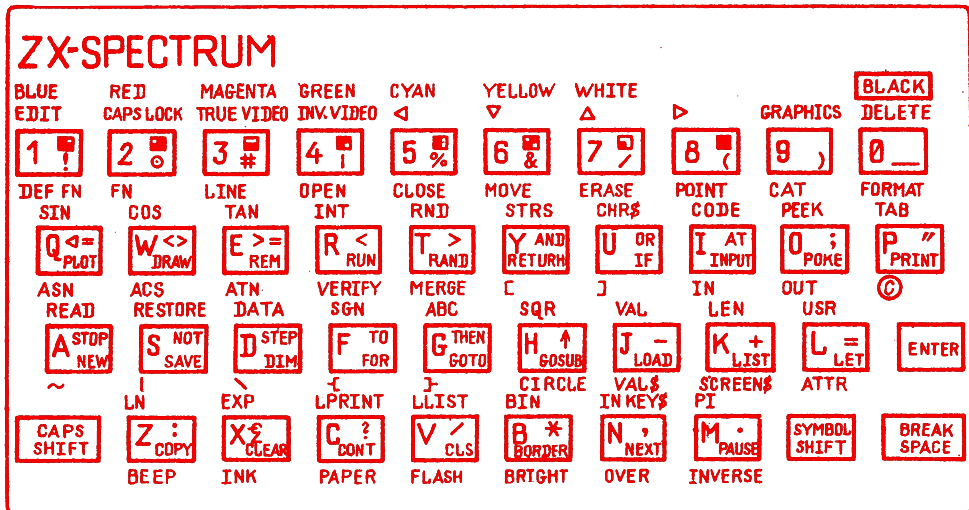 ZX-SPECTRUM
BLUE RED MAGENTA GREEN CYAN YELLOW WHITE BLACK
EDIT CAPS LOCK TRUE VIDEO INV. VIDEO ◁ ▽ △ ▷ GRAPHICS DELETE
1 ! 2 ⊙ 3 # 4 | 5 % 6 & 7 / 8 ( 9 ) 0 _
DEF FN FN LINE OPEN CLOSE MOVE ERASE POINT CAT FORMAT
SIN COS TAN INT RND STRS CHR$ CODE PEEK TAB
Q <= PLOT W <> DRAW E >= REM R < RUN T > RAND Y AND RETURH U OR IF I AT INPUT O ; POKE P " PRINT
ASN ACS ATN VERIFY MERGE [ ] IN OUT ©
READ RESTORE DATA SGN ABC SQR VAL LEN USR
A STOP NEW S NOT SAVE D STEP DIM F TO FOR G THEN GOTO H ↑ GOSUB J - LOAD K + LIST L = LET ENTER
~ | \ { } CIRCLE VAL$ SCREEN$ ATTR
LN EXP LPRINT LLIST BIN IN KEY$ PI
CAPS SHIFT Z : COPY X £ CLEAR C ? CONT V / CLS B * BORDER N , NEXT M . PAUSE SYMBOL SHIFT BREAK SPACE
BEEP INK PAPER FLASH BRIGHT OVER INVERSE